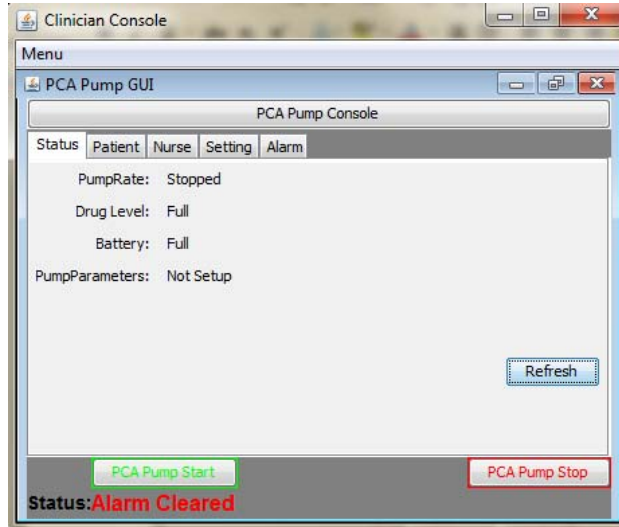 Clinician Console
Menu
PCA Pump GUI
PCA Pump Console
Status Patient Nurse Setting Alarm
PumpRate: Stopped
Drug Level: Full
Battery: Full
PumpParameters: Not Setup
Refresh
PCA Pump Start PCA Pump Stop
Status:Alarm Cleared